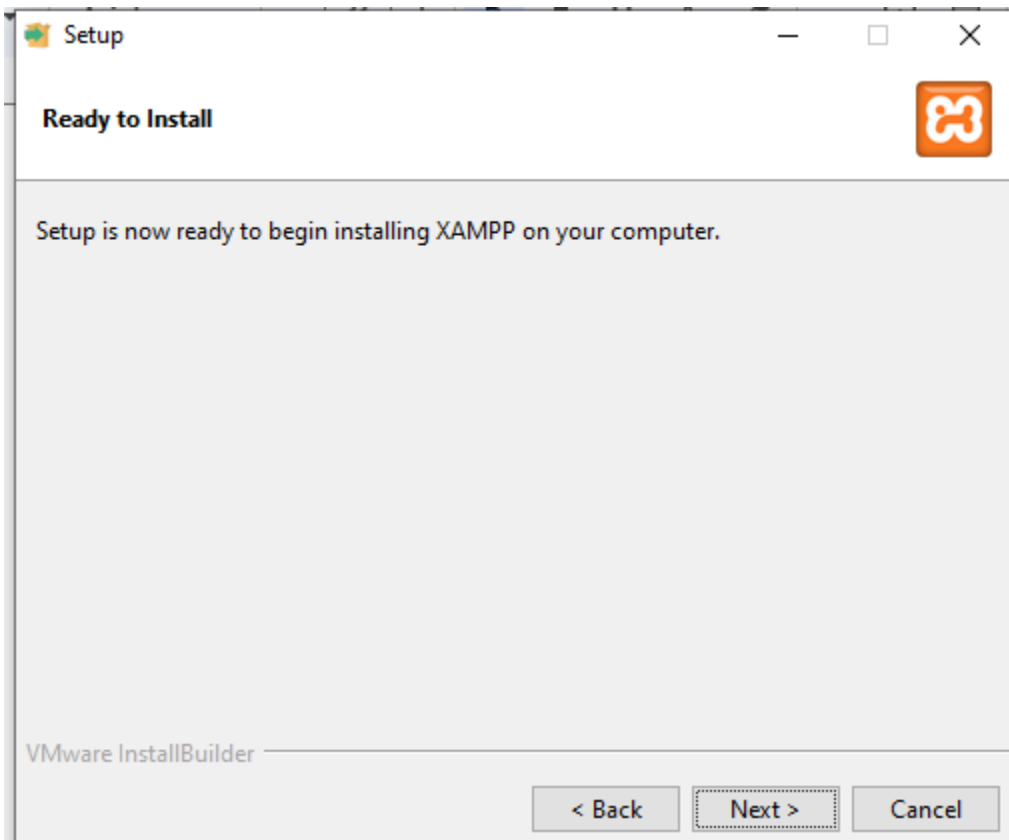 Setup
Ready to Install
Setup is now ready to begin installing XAMPP on your computer.
VMware InstallBuilder
< Back Next > Cancel